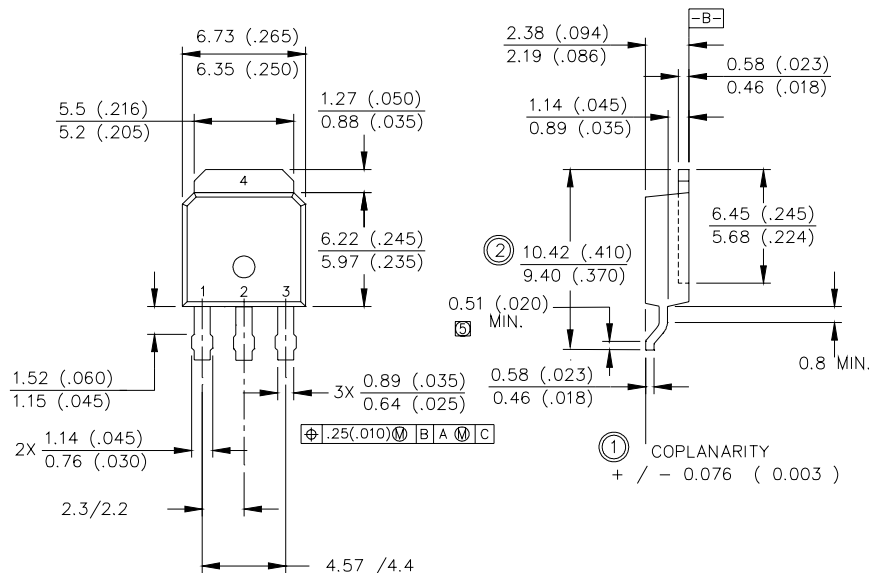 6.73 (.265)
6.35 (.250)
5.5 (.216)
5.2 (.205)
1.27 (.050)
0.88 (.035)
4
6.22 (.245)
5.97 (.235)
1 2 3
1.52 (.060)
1.15 (.045)
3X 0.89 (.035)
0.64 (.025)
2X 1.14 (.045)
0.76 (.030)
⌖ .25(.010)Ⓜ B A Ⓜ C
2.3/2.2
4.57 /4.4
-B-
2.38 (.094)
2.19 (.086)
0.58 (.023)
0.46 (.018)
1.14 (.045)
0.89 (.035)
6.45 (.245)
5.68 (.224)
2 10.42 (.410)
9.40 (.370)
0.51 (.020)
5 MIN.
0.8 MIN.
0.58 (.023)
0.46 (.018)
1 COPLANARITY
+ / - 0.076 ( 0.003 )